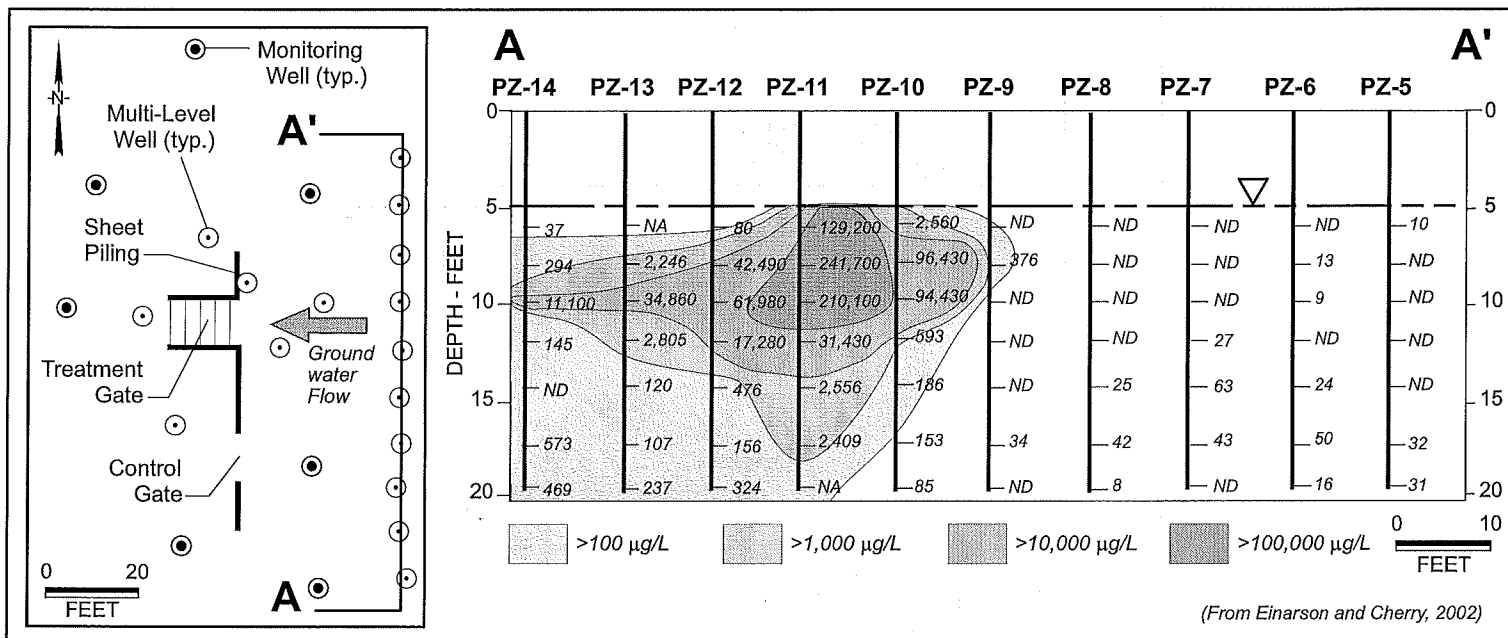 -N-
Monitoring
Well (typ.)
Multi-Level
Well (typ.)
A'
Sheet
Piling
Ground
water
Flow
Treatment
Gate
Control
Gate
0 20
FEET
A
A A'
PZ-14 PZ-13 PZ-12 PZ-11 PZ-10 PZ-9 PZ-8 PZ-7 PZ-6 PZ-5
0 0
5 5
37 NA 80 129,200 2,560 ND ND ND ND 10
294 2,246 42,490 241,700 96,430 376 ND ND 13 ND
10 11,100 34,860 61,980 210,100 94,430 ND ND ND 9 ND 10
145 2,805 17,280 31,430 593 ND ND 27 ND ND
ND 120 476 2,556 186 ND 25 63 24 ND
15 15
573 107 156 2,409 153 34 42 43 50 32
20 469 237 324 NA 85 ND 8 ND 16 31 20
DEPTH - FEET
>100 µg/L >1,000 µg/L >10,000 µg/L >100,000 µg/L
0 10
FEET
(From Einarson and Cherry, 2002)